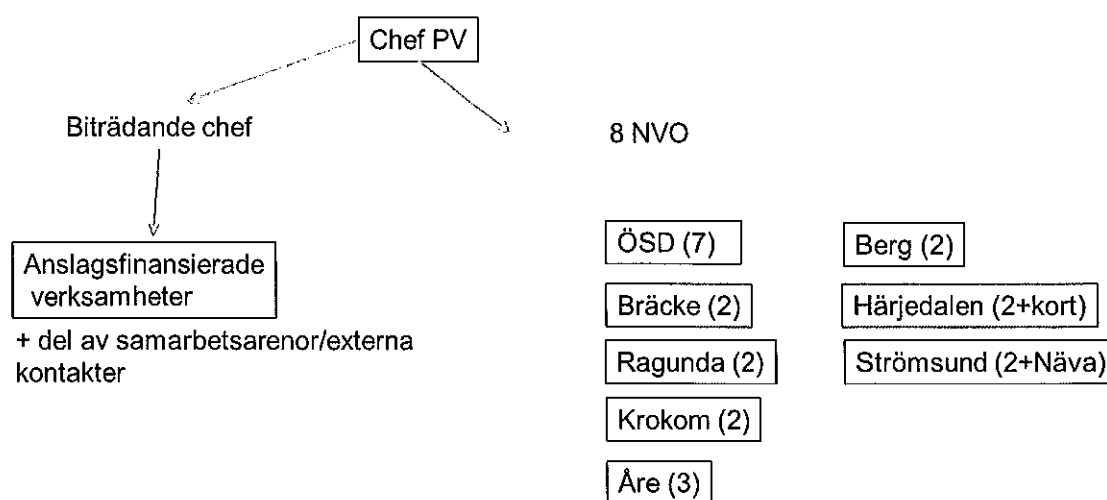 Chef PV
Biträdande chef
8 NVO
Anslagsfinansierade
verksamheter
+ del av samarbetsarenor/externa
kontakter
ÖSD (7)
Bräcke (2)
Ragunda (2)
Krokom (2)
Åre (3)
Berg (2)
Härjedalen (2+kort)
Strömsund (2+Näva)